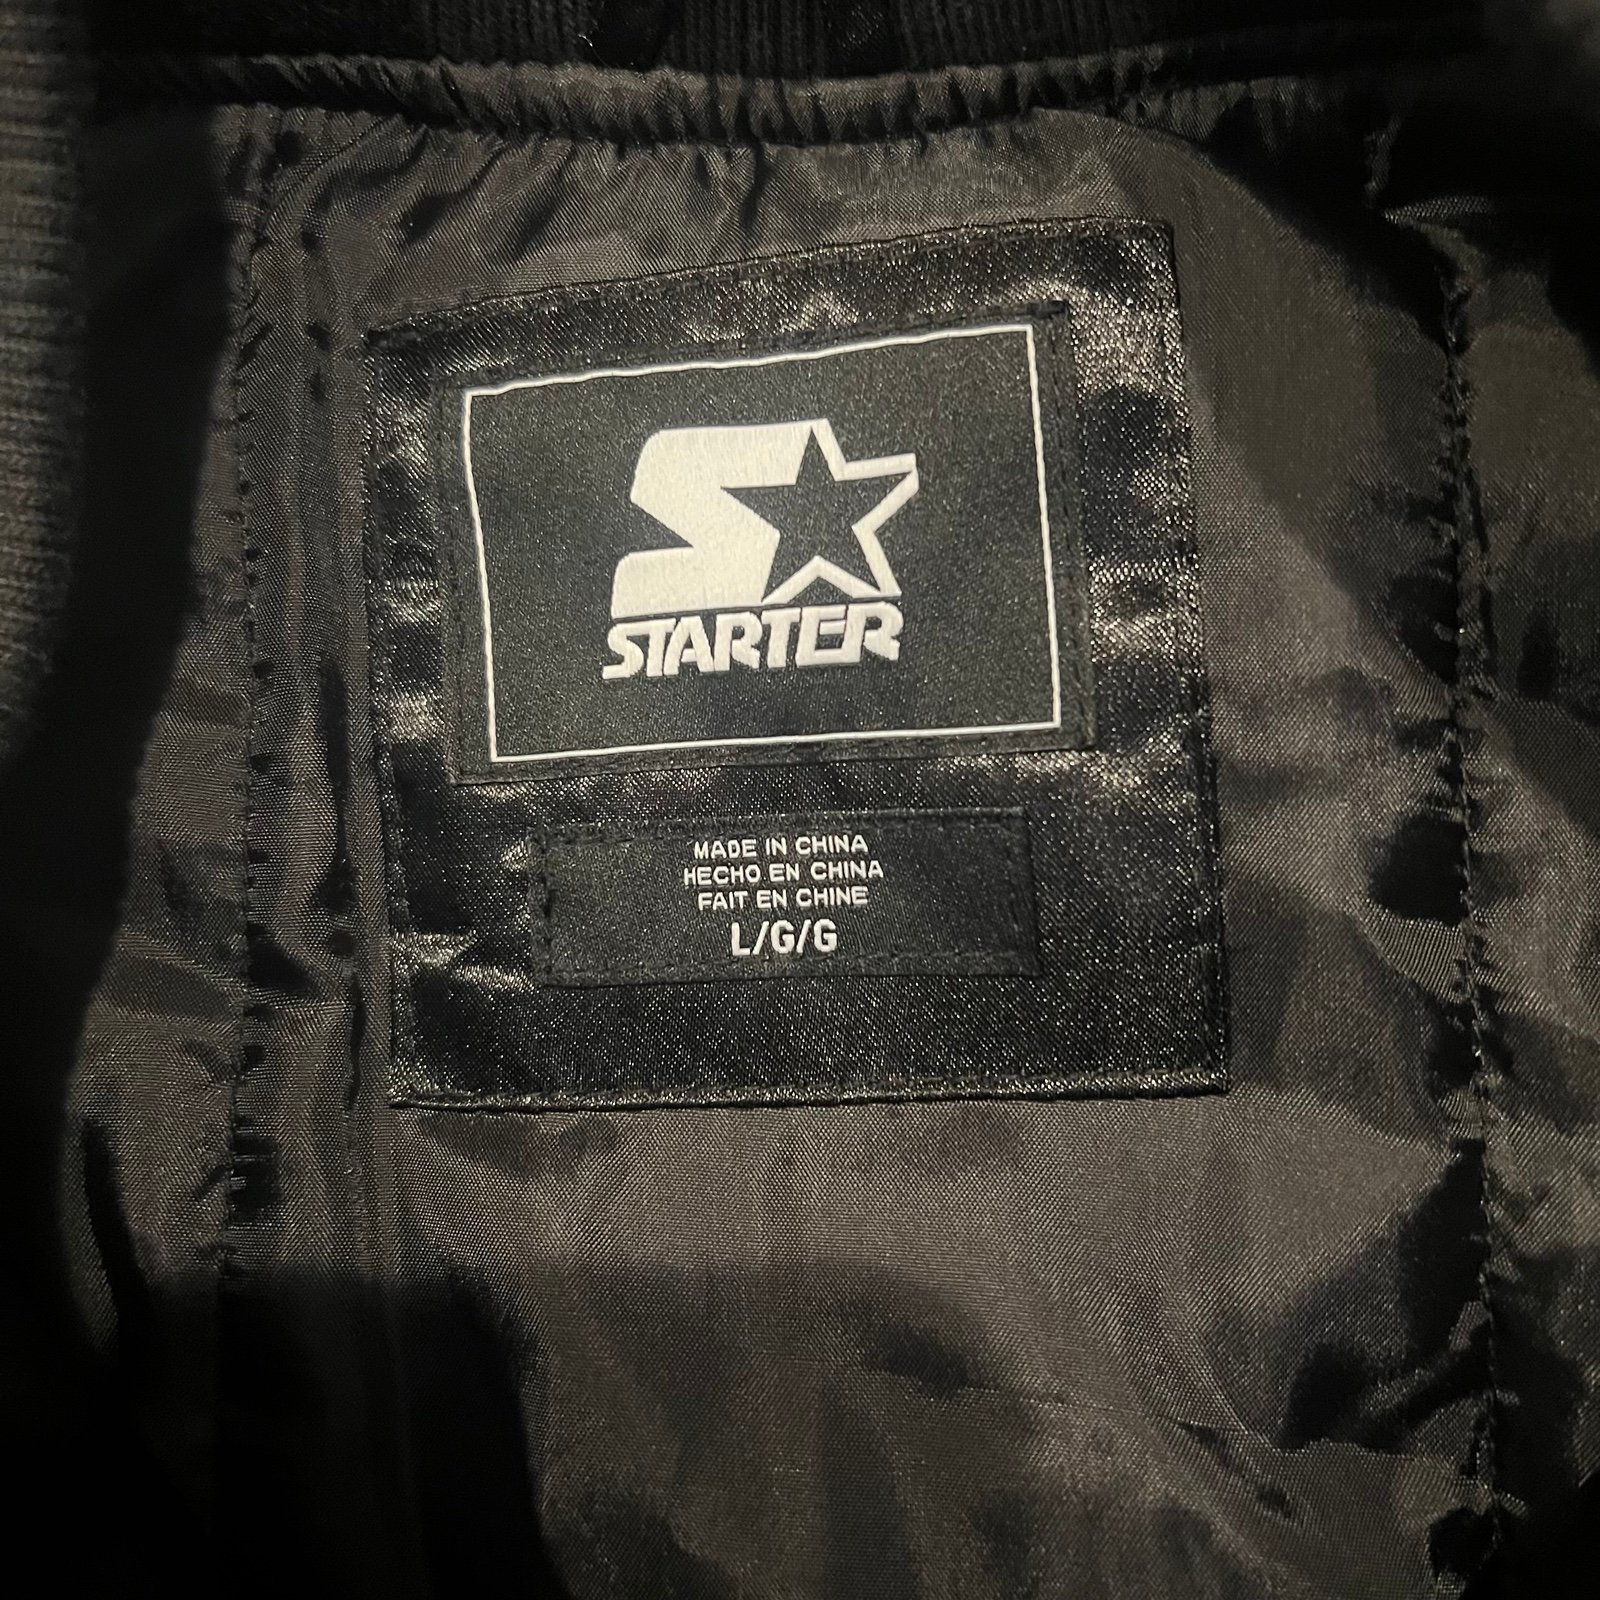 STARTER
MADE IN CHINA
HECHO EN CHINA
FAIT EN CHINE
L/G/G